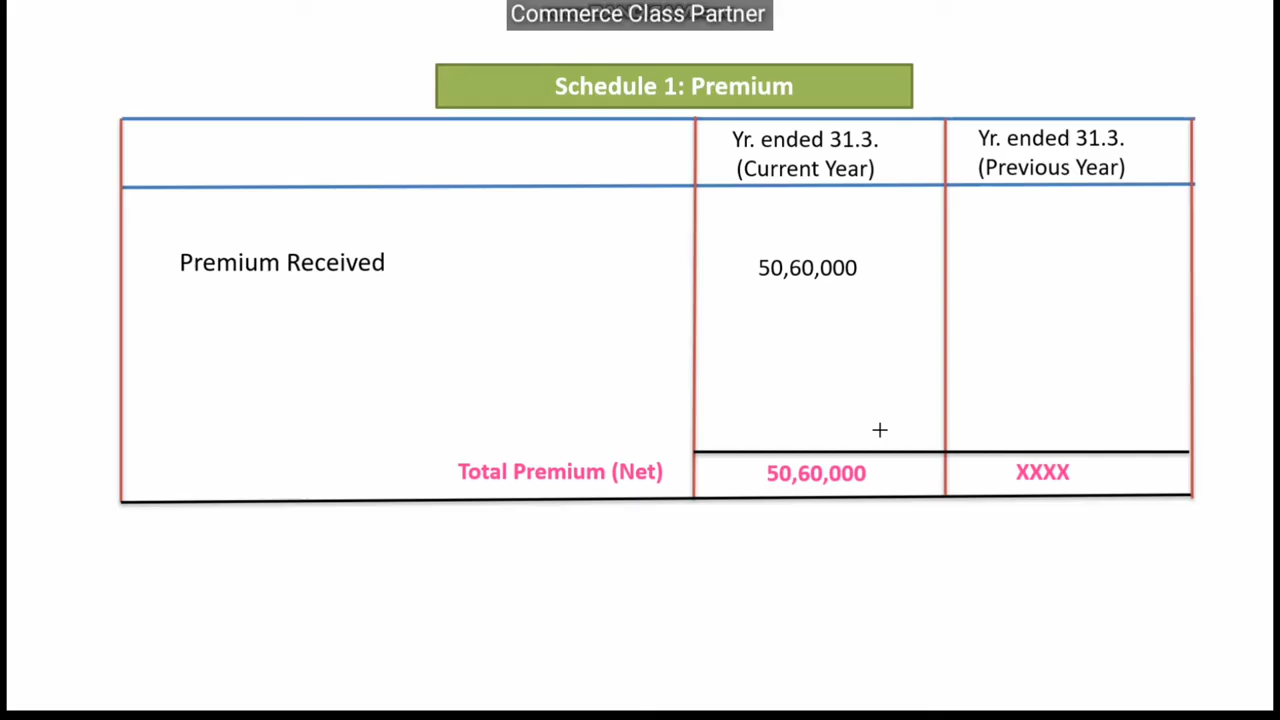 Commerce Class Partner
Schedule 1: Premium
Yr. ended 31.3.
(Current Year)
Yr. ended 31.3.
(Previous Year)
Premium Received
50,60,000
Total Premium (Net)
50,60,000
XXXX